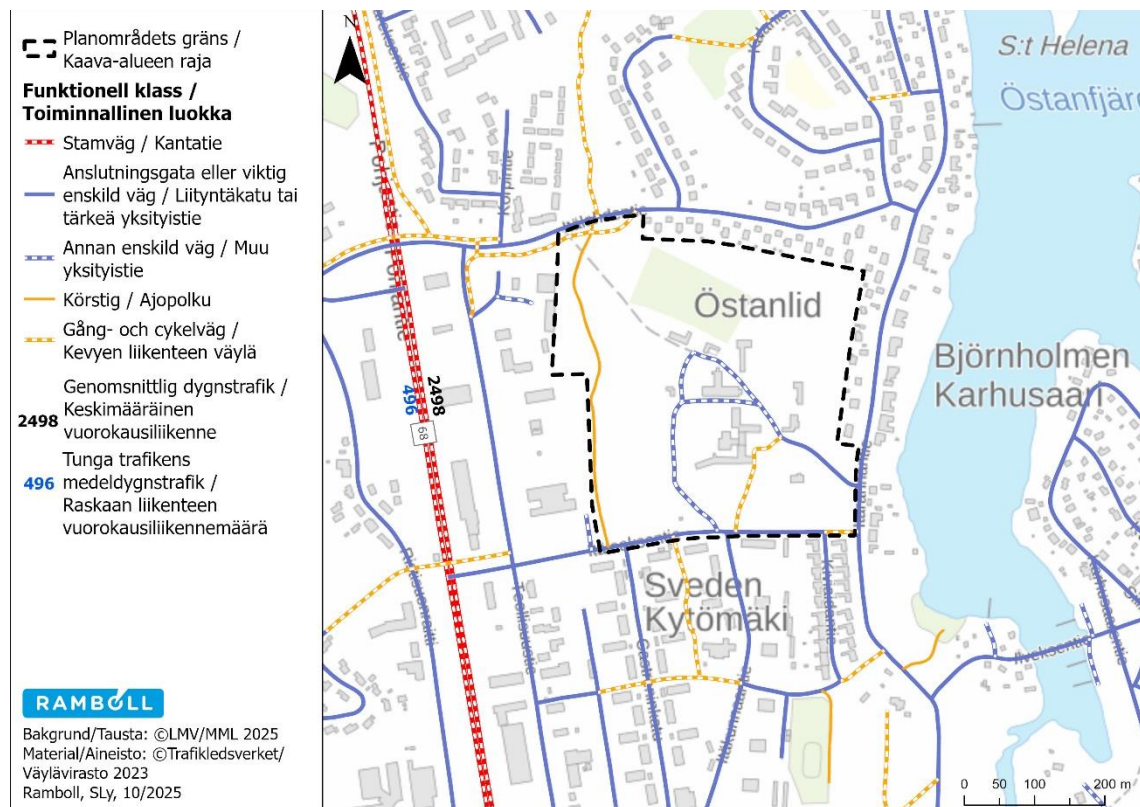 Planområdets gräns /
Kaava-alueen raja
Funktionell klass /
Toiminnallinen luokka
Stamväg / Kantatie
Anslutningsgata eller viktig
enskild väg / Liityntäkatu tai
tärkeä yksityistie
Annan enskild väg / Muu
yksityistie
Körstig / Ajopolku
Gång- och cykelväg /
Kevyen liikenteen väylä
Genomsnittlig dygnstrafik /
Keskimääräinen
2498 vuorokausiliikenne
Tunga trafikens
496 medeldygnstrafik /
Raskaan liikenteen
vuorokausiliikennemäärä
RAMBOLL
Bakgrund/Tausta: ©LMV/MML 2025
Material/Aineisto: ©Trafikledsverket/
Väylävirasto 2023
Ramboll, SLy, 10/2025
N
S:t Helena
Östanfjärd
Korpintie
2498
496
68
Östanlid
Björnholmen
Karhusaari
Sveden
Kytömäki
Teollisuustie
Ilveksentie
0 50 100 200 m